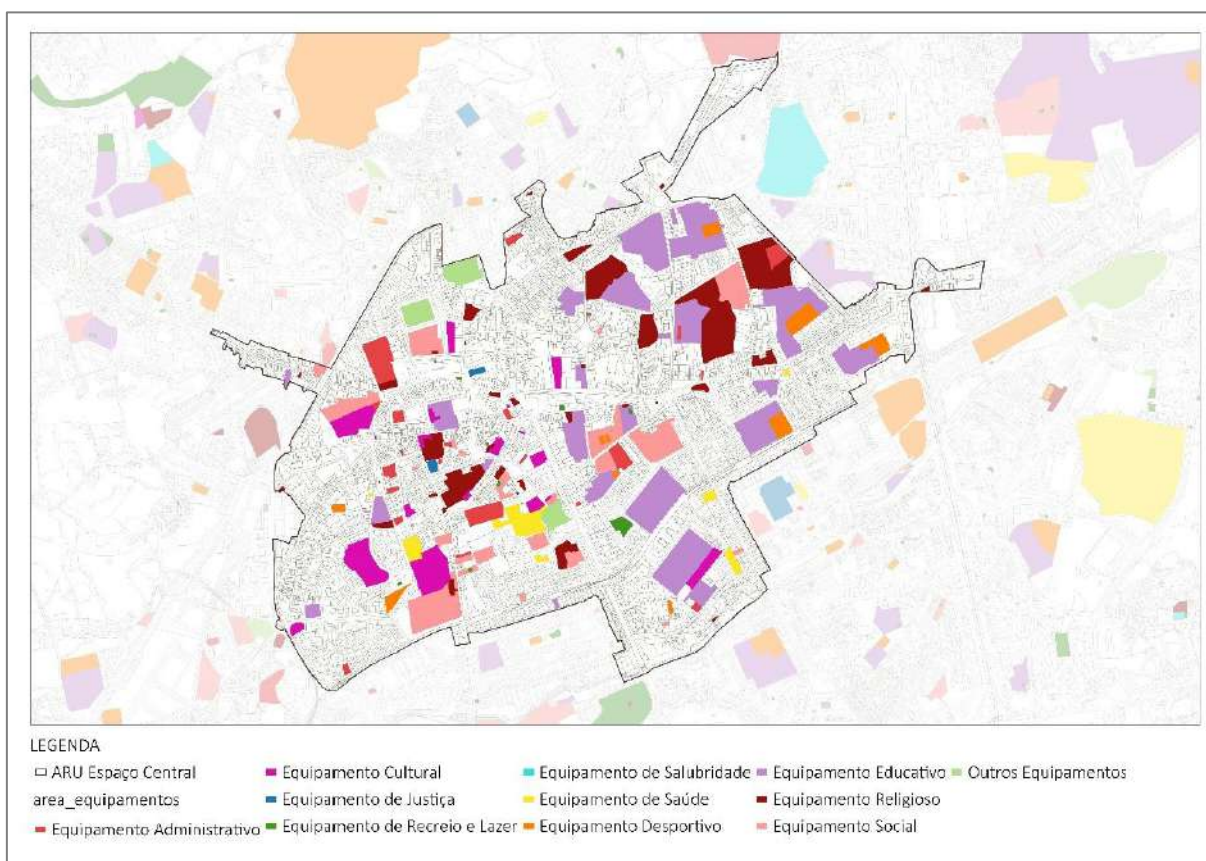 LEGENDA
ARU Espaço Central
area_equipamentos
Equipamento Administrativo
Equipamento Cultural
Equipamento de Justiça
Equipamento de Recreio e Lazer
Equipamento de Salubridade
Equipamento de Saúde
Equipamento Desportivo
Equipamento Educativo
Equipamento Religioso
Equipamento Social
Outros Equipamentos